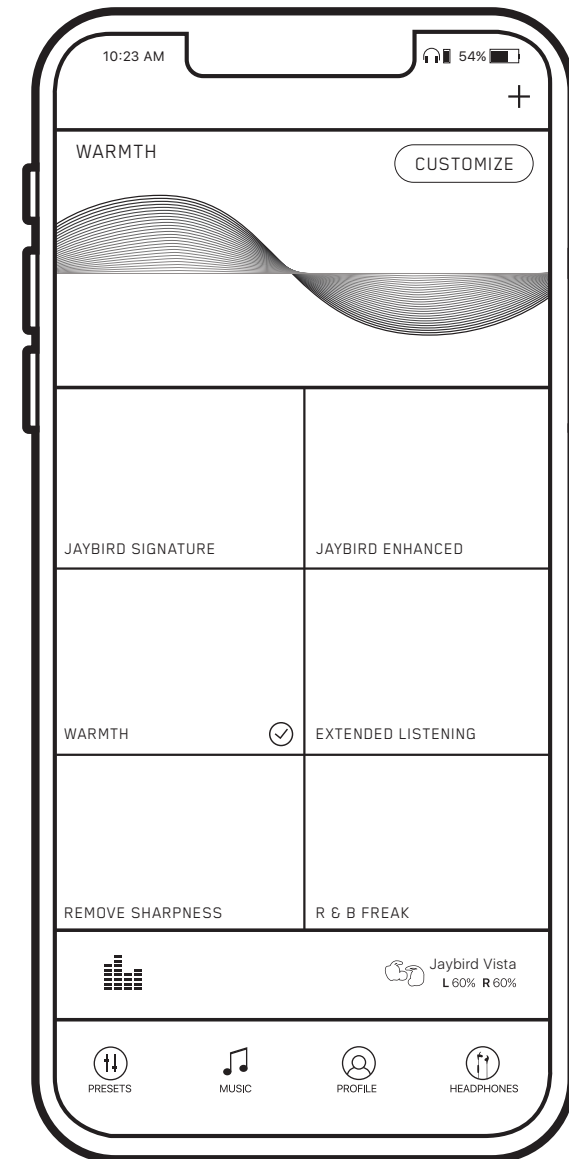 10:23 AM 54%
+
WARMTH CUSTOMIZE
JAYBIRD SIGNATURE JAYBIRD ENHANCED
WARMTH EXTENDED LISTENING
REMOVE SHARPNESS R & B FREAK
Jaybird Vista
L 60% R 60%
PRESETS MUSIC PROFILE HEADPHONES